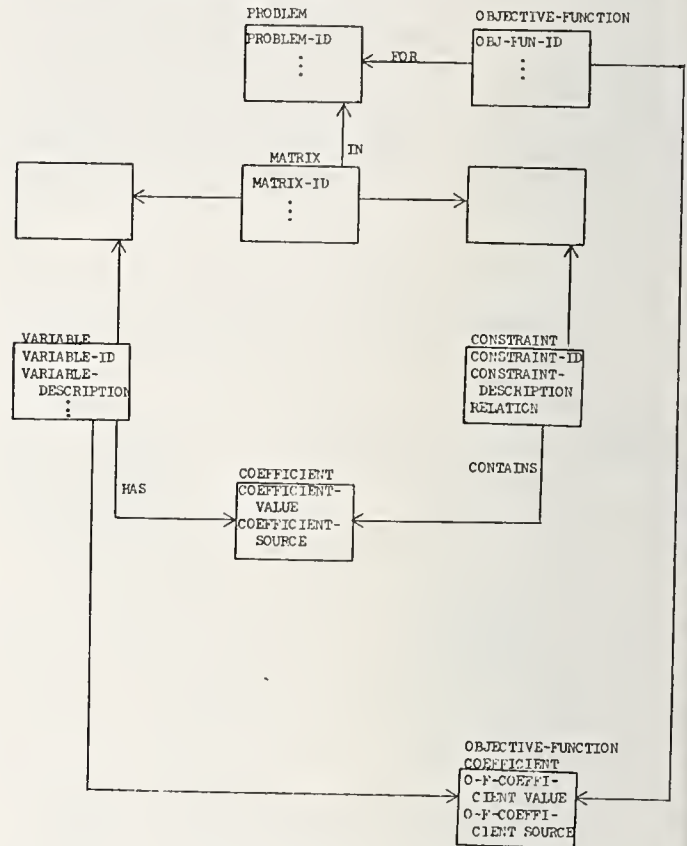 PROBLEM
PROBLEM-ID
OBJECTIVE-FUNCTION
OBJ-FUN-ID
FOR
IN
MATRIX
MATRIX-ID
VARIABLE
VARIABLE-ID
VARIABLE-
DESCRIPTION
CONSTRAINT
CONSTRAINT-ID
CONSTRAINT-
DESCRIPTION
RELATION
HAS
CONTAINS
COEFFICIENT
COEFFICIENT-
VALUE
COEFFICIENT-
SOURCE
OBJECTIVE-FUNCTION
COEFFICIENT
O-F-COEFFI-
CIENT VALUE
O-F-COEFFI-
CIENT SOURCE